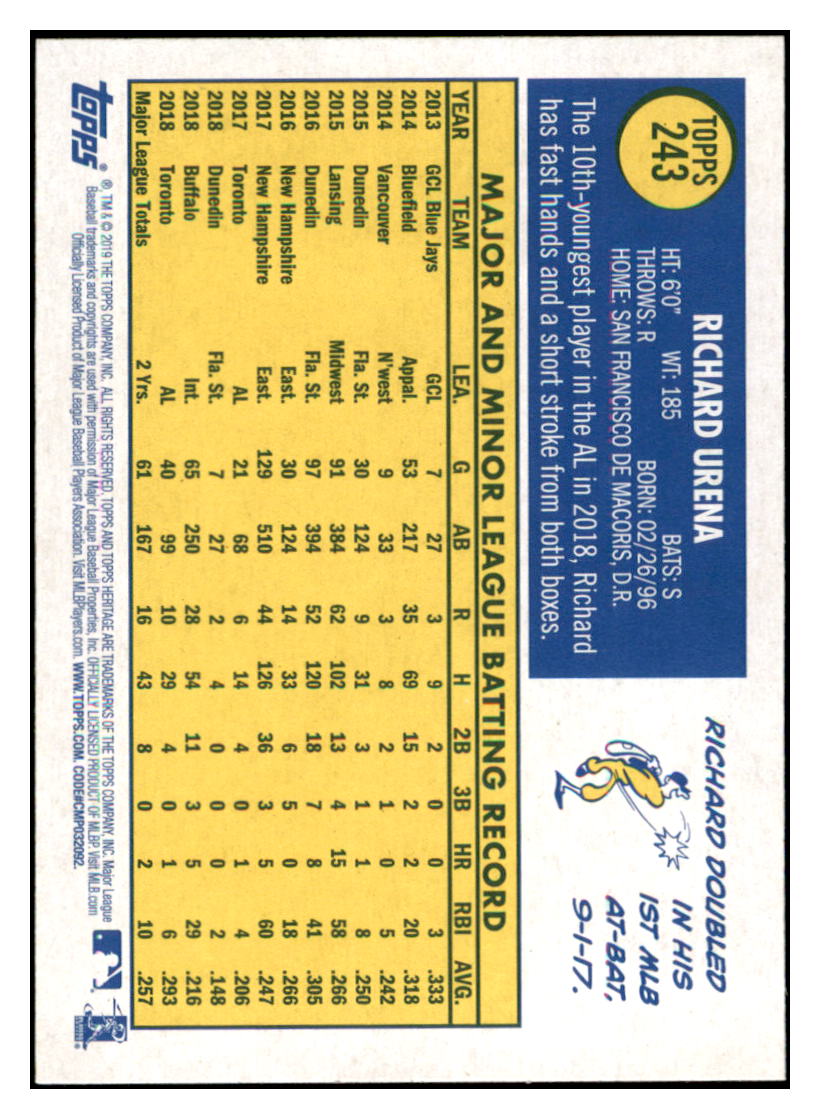 TOPPS
243
RICHARD URENA
HT: 6'0" WT: 185 BATS: S
THROWS: R BORN: 02/26/96
HOME: SAN FRANCISCO DE MACORIS, D.R.
The 10th-youngest player in the AL in 2018, Richard
has fast hands and a short stroke from both boxes.
RICHARD DOUBLED
IN HIS
1ST MLB
AT-BAT,
9-1-17.
MAJOR AND MINOR LEAGUE BATTING RECORD
YEAR TEAM LEA. G AB R H 2B 3B HR RBI AVG.
2013 GCL Blue Jays GCL 7 27 3 9 2 0 0 3 .333
2014 Bluefield Appal. 53 217 35 69 15 2 2 20 .318
2014 Vancouver N'west 9 33 3 8 2 1 0 5 .242
2015 Dunedin Fla. St. 30 124 9 31 3 1 1 8 .250
2015 Lansing Midwest 91 384 62 102 13 4 15 58 .266
2016 Dunedin Fla. St. 97 394 52 120 18 7 8 41 .305
2016 New Hampshire East. 30 124 14 33 6 5 0 18 .266
2017 New Hampshire East. 129 510 44 126 36 3 5 60 .247
2017 Toronto AL 21 68 6 14 4 0 1 4 .206
2018 Dunedin Fla. St. 7 27 2 4 0 0 0 2 .148
2018 Buffalo Int. 65 250 28 54 11 3 5 29 .216
2018 Toronto AL 40 99 10 29 4 0 1 6 .293
Major League Totals 2 Yrs. 61 167 16 43 8 0 2 10 .257
topps®
® TM & © 2019 THE TOPPS COMPANY, INC. ALL RIGHTS RESERVED. TOPPS AND TOPPS HERITAGE ARE TRADEMARKS OF THE TOPPS COMPANY, INC. Major League
Baseball trademarks and copyrights are used with permission of Major League Baseball Properties, Inc. OFFICIALLY LICENSED PRODUCT OF MLBP. Visit MLB.com
Officially Licensed Product of Major League Baseball Players Association. Visit MLBPlayers.com. WWW.TOPPS.COM. CODE#CMP032092.